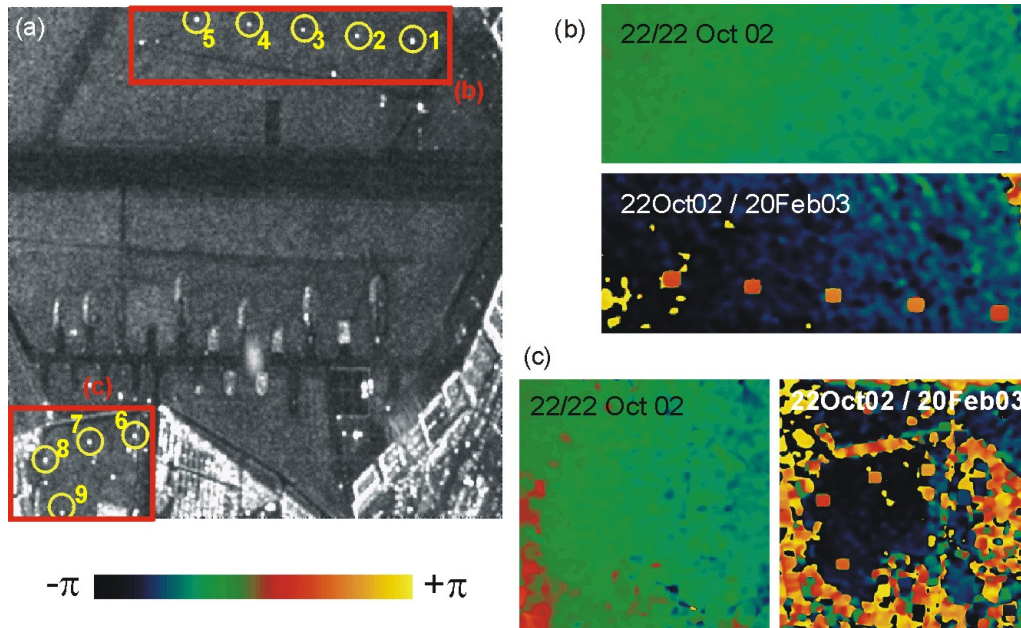 (a)
5 4 3 2 1
(b)
(c)
7 6
8
9
-π +π
(b)
22/22 Oct 02
22Oct02 / 20Feb03
(c)
22/22 Oct 02
22Oct02 / 20Feb03